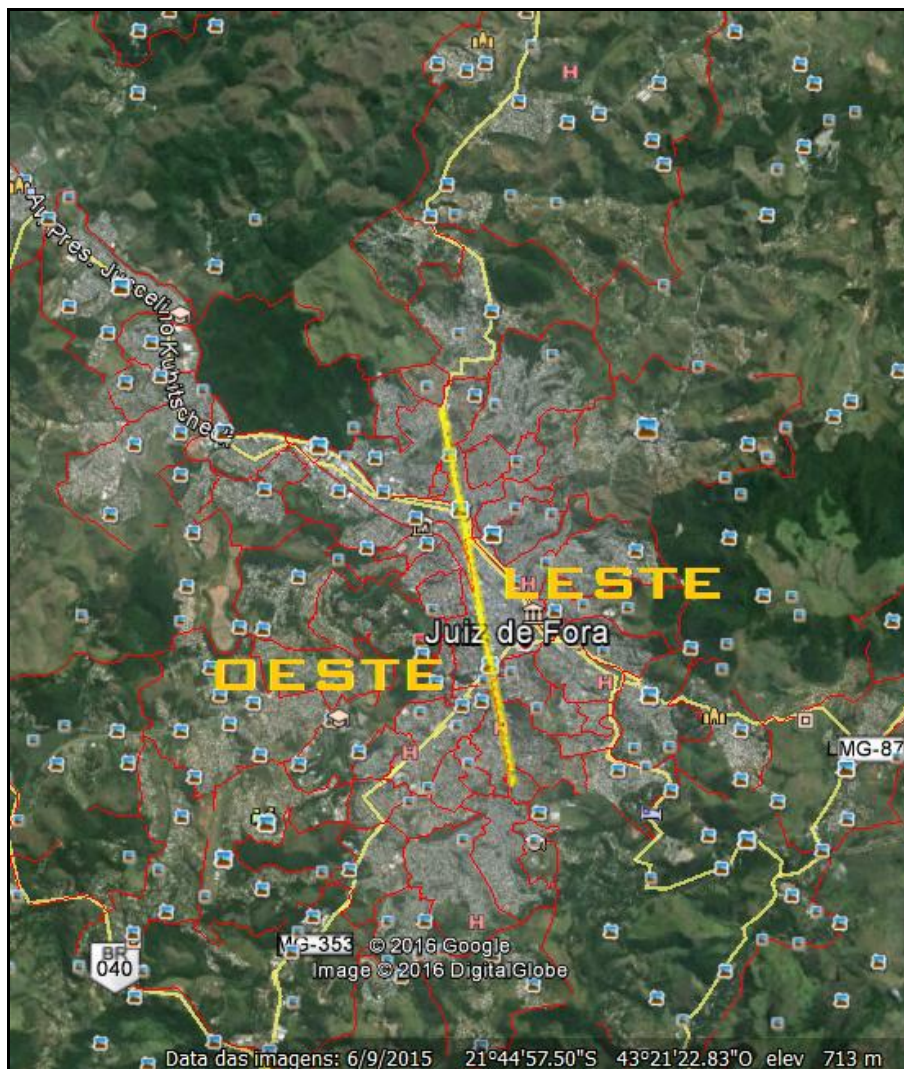 Av. Pres. Juscelino Kubitscheck
LESTE
Juiz de Fora
OESTE
LMG-87
BR
040
MG-353
© 2016 Google
Image © 2016 DigitalGlobe
Data das imagens: 6/9/2015 21°44'57.50"S 43°21'22.83"O elev 713 m